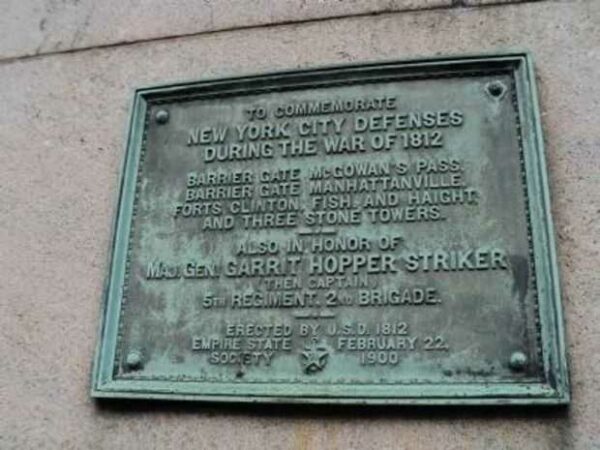 TO COMMEMORATE
NEW YORK CITY DEFENSES
DURING THE WAR OF 1812
BARRIER GATE McGOWAN'S PASS.
BARRIER GATE MANHATTANVILLE.
FORTS CLINTON, FISH, AND HAIGHT,
AND THREE STONE TOWERS.
ALSO IN HONOR OF
MAJ. GEN. GARRIT HOPPER STRIKER
(THEN CAPTAIN)
5TH REGIMENT. 2ND BRIGADE.
ERECTED BY U.S.D. 1812
EMPIRE STATE FEBRUARY 22.
SOCIETY 1900